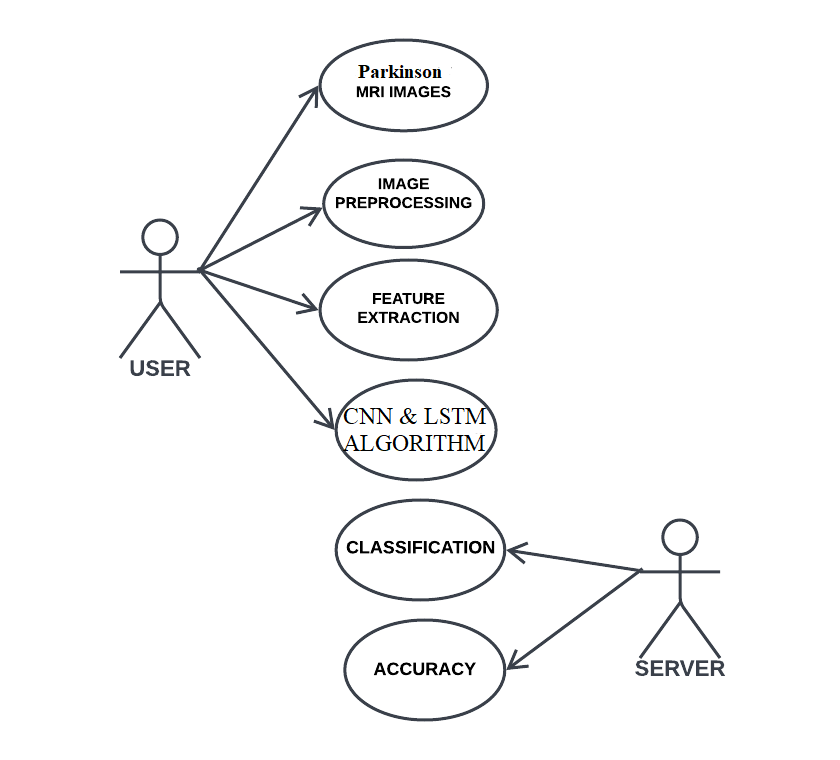 Parkinson
MRI IMAGES
IMAGE
PREPROCESSING
FEATURE
EXTRACTION
USER
CNN & LSTM
ALGORITHM
CLASSIFICATION
ACCURACY
SERVER